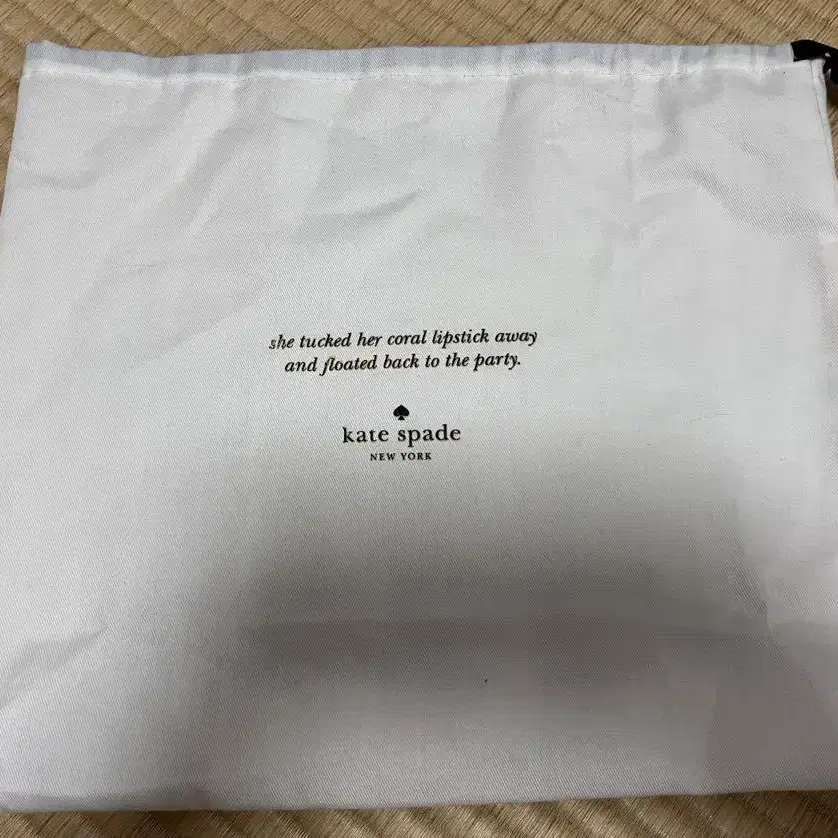 she tucked her coral lipstick away
and floated back to the party.
kate spade
NEW YORK